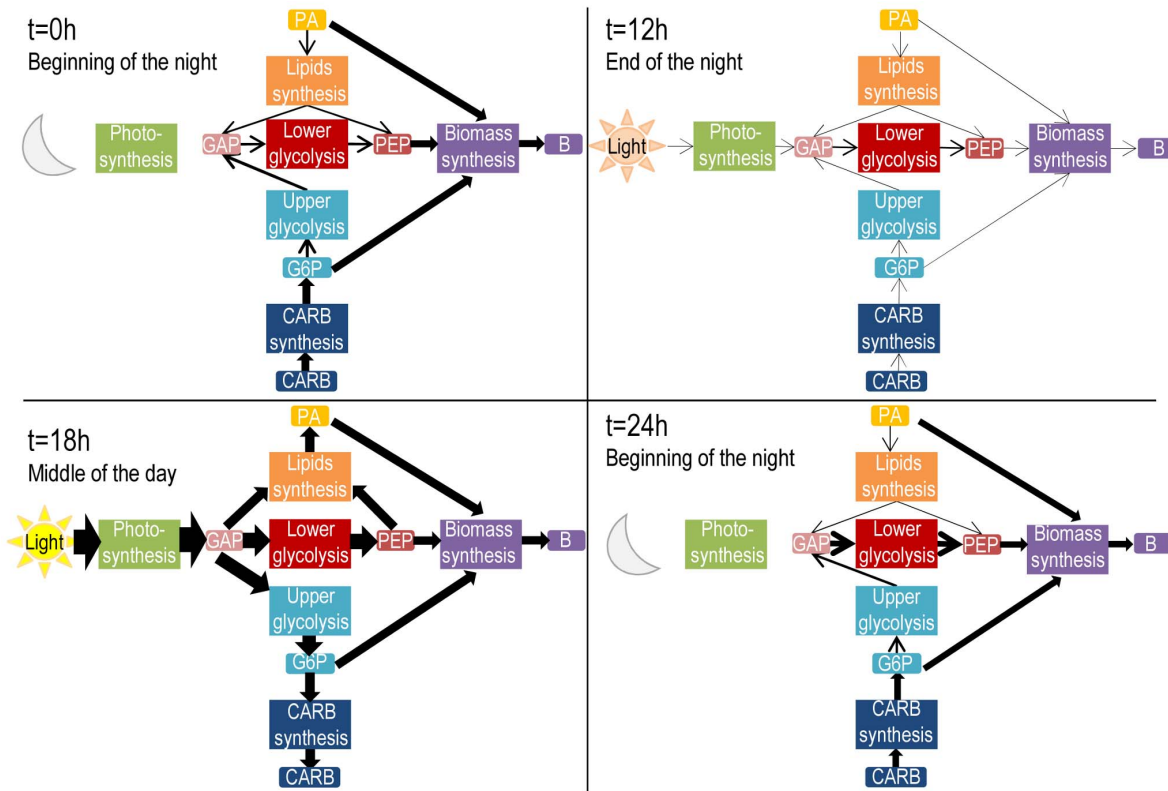 t=0h
Beginning of the night
PA
Lipids
synthesis
Photo-
synthesis
GAP
Lower
glycolysis
PEP
Biomass
synthesis
B
Upper
glycolysis
G6P
CARB
synthesis
CARB
t=12h
End of the night
PA
Lipids
synthesis
Light
Photo-
synthesis
GAP
Lower
glycolysis
PEP
Biomass
synthesis
B
Upper
glycolysis
G6P
CARB
synthesis
CARB
t=18h
Middle of the day
PA
Lipids
synthesis
Light
Photo-
synthesis
GAP
Lower
glycolysis
PEP
Biomass
synthesis
B
Upper
glycolysis
G6P
CARB
synthesis
CARB
t=24h
Beginning of the night
PA
Lipids
synthesis
Photo-
synthesis
GAP
Lower
glycolysis
PEP
Biomass
synthesis
B
Upper
glycolysis
G6P
CARB
synthesis
CARB